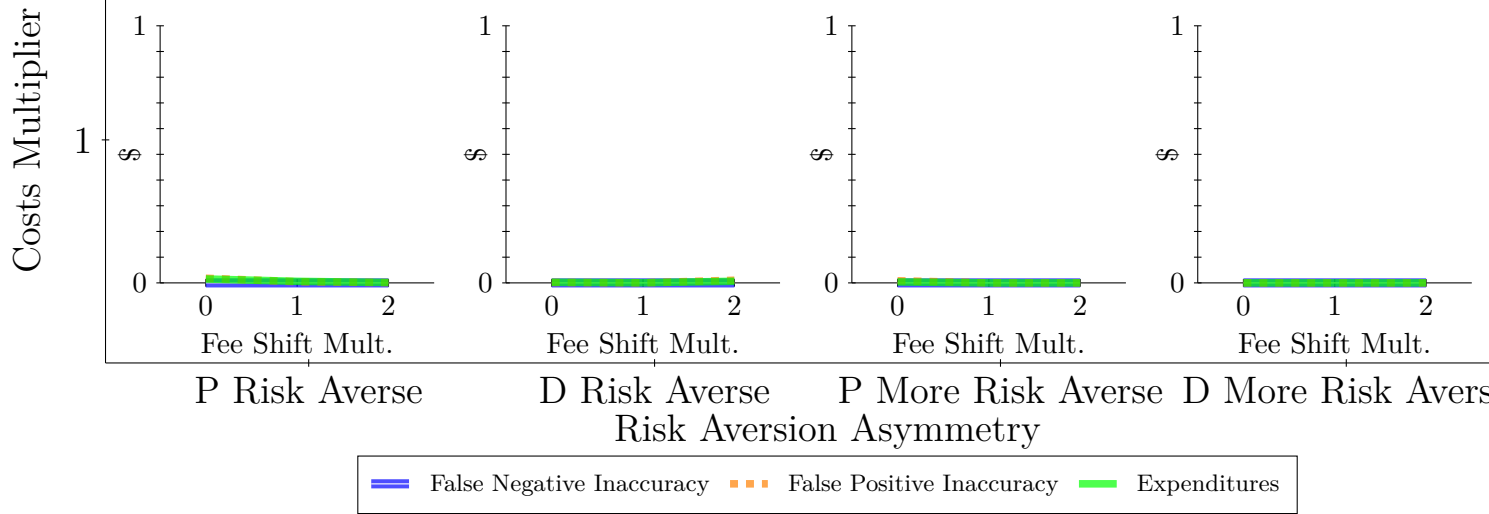 Costs Multiplier
1
1 1 1 1
$ $ $ $
0 0 0 0
0 1 2 0 1 2 0 1 2 0 1 2
Fee Shift Mult. Fee Shift Mult. Fee Shift Mult. Fee Shift Mult.
P Risk Averse D Risk Averse P More Risk Averse D More Risk Avers
Risk Aversion Asymmetry
False Negative Inaccuracy False Positive Inaccuracy Expenditures